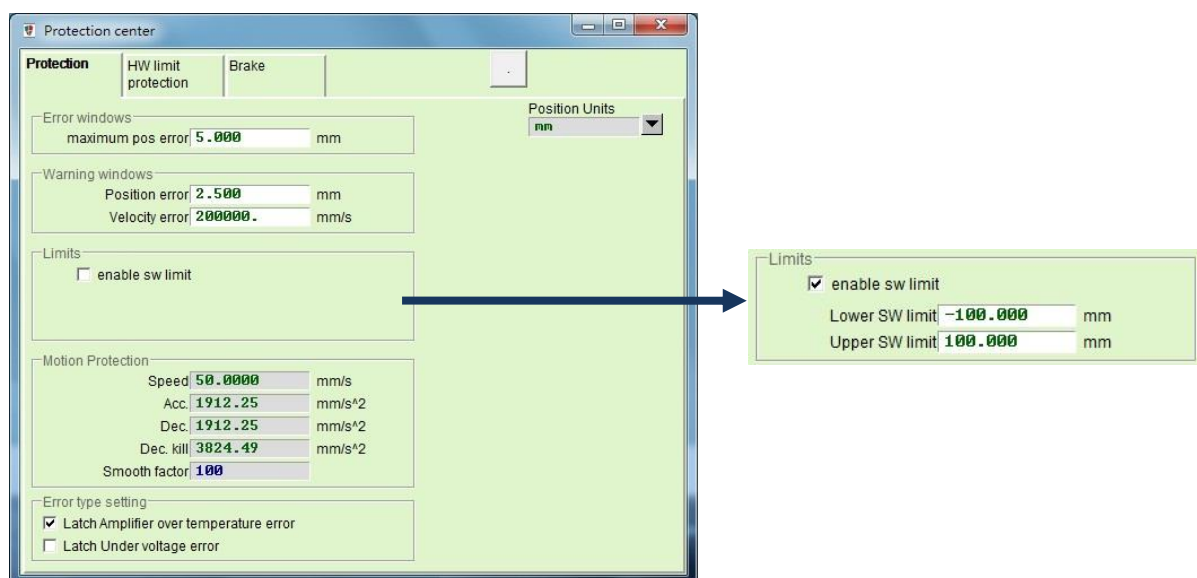 Protection center
Protection
HW limit
protection
Brake
.
Position Units
mm
Error windows
maximum pos error 5.000 mm
Warning windows
Position error 2.500 mm
Velocity error 200000. mm/s
Limits
enable sw limit
Motion Protection
Speed 50.0000 mm/s
Acc. 1912.25 mm/s^2
Dec. 1912.25 mm/s^2
Dec. kill 3824.49 mm/s^2
Smooth factor 100
Error type setting
Latch Amplifier over temperature error
Latch Under voltage error
Limits
enable sw limit
Lower SW limit -100.000 mm
Upper SW limit 100.000 mm